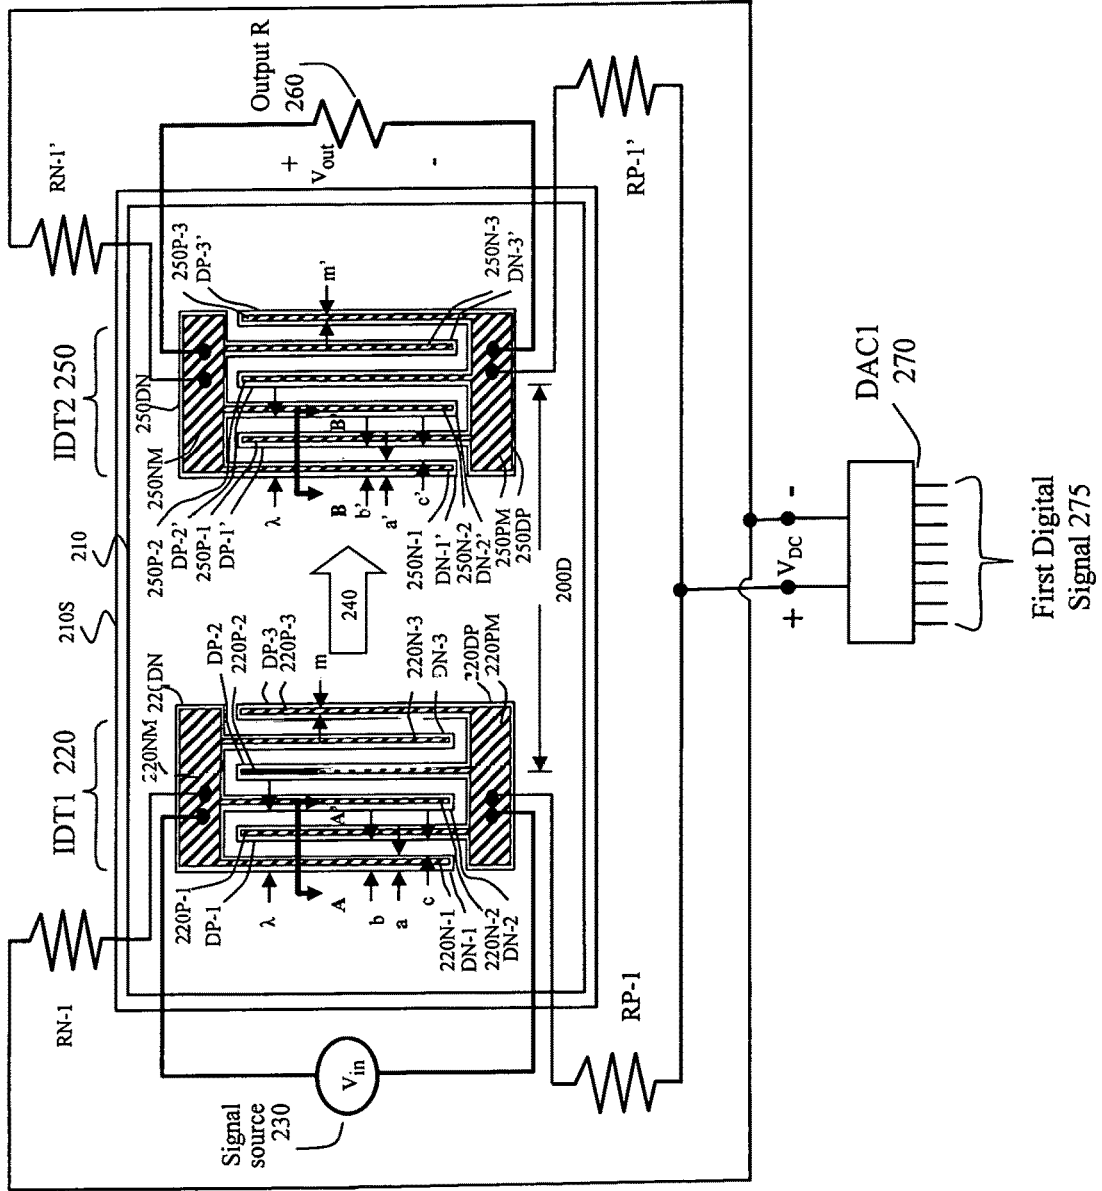 RN-1
RN-1'
Signal
source
230
V_in
Output R
260
+
V_out
-
RP-1
RP-1'
210S
210
IDT1 220
220NM
220DN
220P-1
DP-1
λ
A
A'
b
a
c
220N-1
DN-1
220N-2
DN-2
DP-2
220P-2
DP-3
220P-3
m
220N-3
DN-3
220DP
220PM
240
200D
IDT2 250
250DN
250NM
250P-2
DP-2'
250P-1
DP-1'
λ
B
B'
b'
a'
c'
250N-1
DN-1'
250N-2
DN-2'
250PM
250DP
250P-3
DP-3'
m'
250N-3
DN-3'
+
V_DC
-
DAC1
270
First Digital
Signal 275